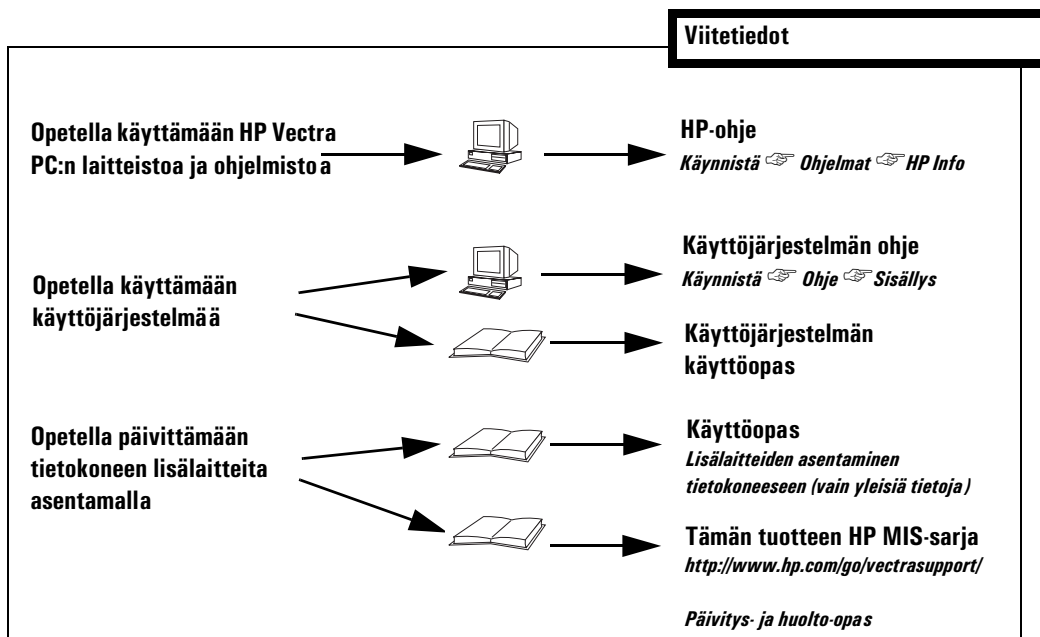 Viitetiedot
Opetella käyttämään HP Vectra
PC:n laitteistoa ja ohjelmistoa
HP-ohje
Käynnistä ☞ Ohjelmat ☞ HP Info
Opetella käyttämään
käyttöjärjestelmää
Käyttöjärjestelmän ohje
Käynnistä ☞ Ohje ☞ Sisällys
Käyttöjärjestelmän
käyttöopas
Opetella päivittämään
tietokoneen lisälaitteita
asentamalla
Käyttöopas
Lisälaitteiden asentaminen
tietokoneeseen (vain yleisiä tietoja)
Tämän tuotteen HP MIS-sarja
http://www.hp.com/go/vectrasupport/
Päivitys- ja huolto-opas